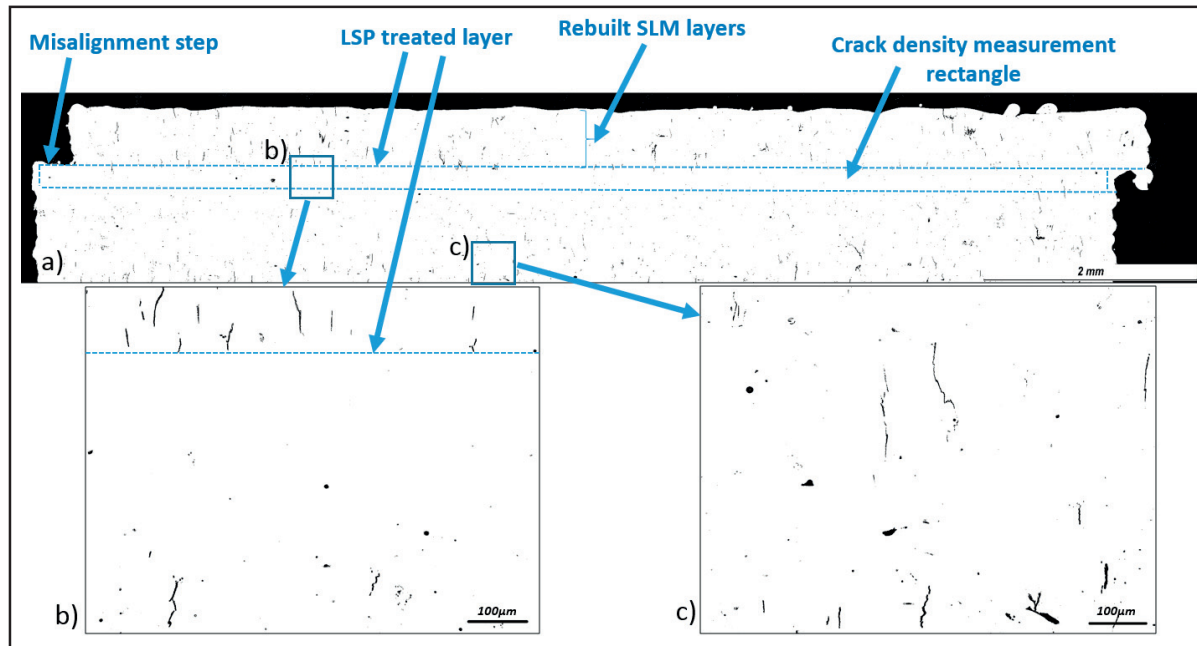 Misalignment step
LSP treated layer
Rebuilt SLM layers
Crack density measurement
rectangle
b)
c)
a)
2 mm
b)
100μm
c)
100μm